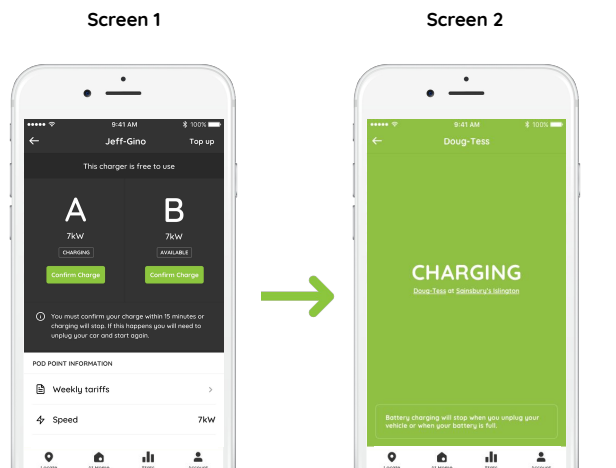 Screen 1
Screen 2
9:41 AM
100%
Jeff-Gino
Top up
This charger is free to use
A
B
7kW
7kW
CHARGING
AVAILABLE
Confirm Charge
Confirm Charge
You must confirm your charge within 15 minutes or
charging will stop. If this happens you will need to
unplug your car and start again.
POD POINT INFORMATION
Weekly tariffs
Speed
7kW
9:41 AM
100%
Doug-Tess
CHARGING
Doug-Tess at Sainsbury's Islington
Battery charging will stop when you unplug your
vehicle or when your battery is full.